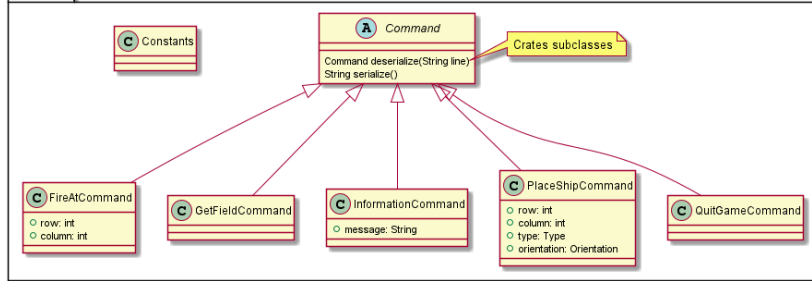 C Constants
A Command
Command deserialize(String line)
String serialize()
Crates subclasses
C FireAtCommand
row: int
column: int
C GetFieldCommand
C InformationCommand
message: String
C PlaceShipCommand
row: int
column: int
type: Type
orientation: Orientation
C QuitGameCommand